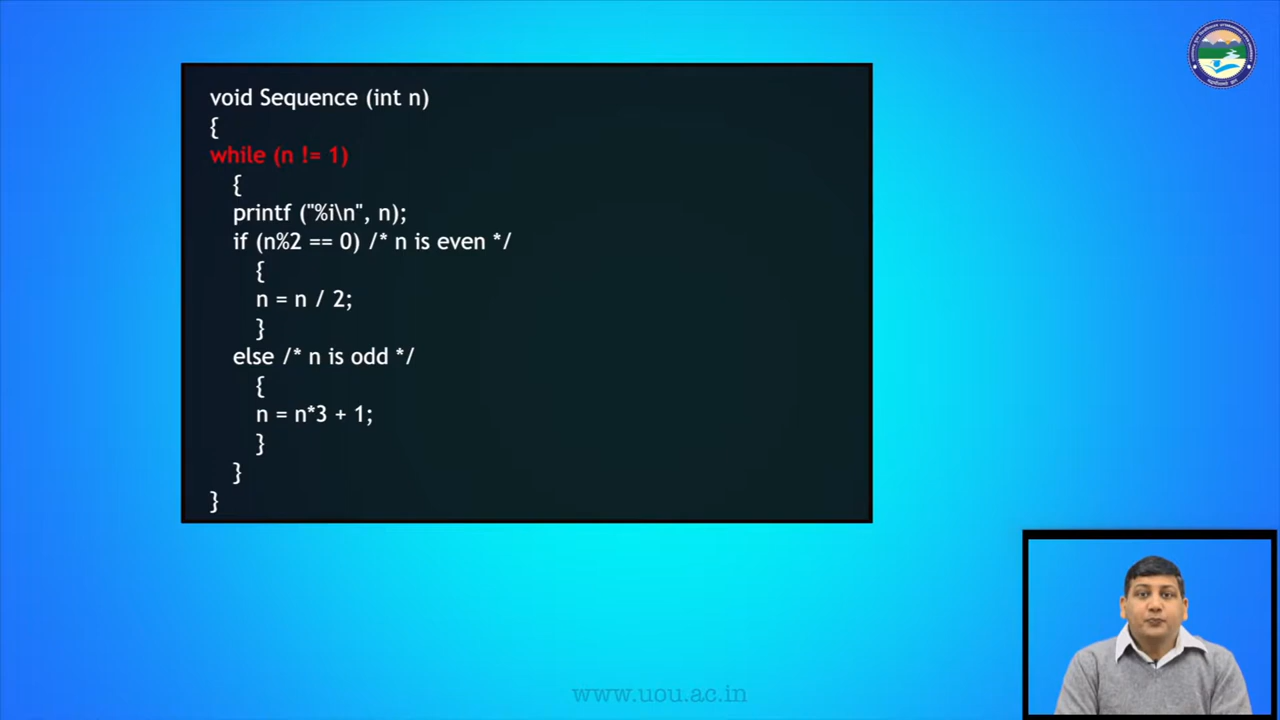 void Sequence (int n)
{
while (n != 1)
{
printf ("%i\n", n);
if (n%2 == 0) /* n is even */
{
n = n / 2;
}
else /* n is odd */
{
n = n*3 + 1;
}
}
}
www.uou.ac.in